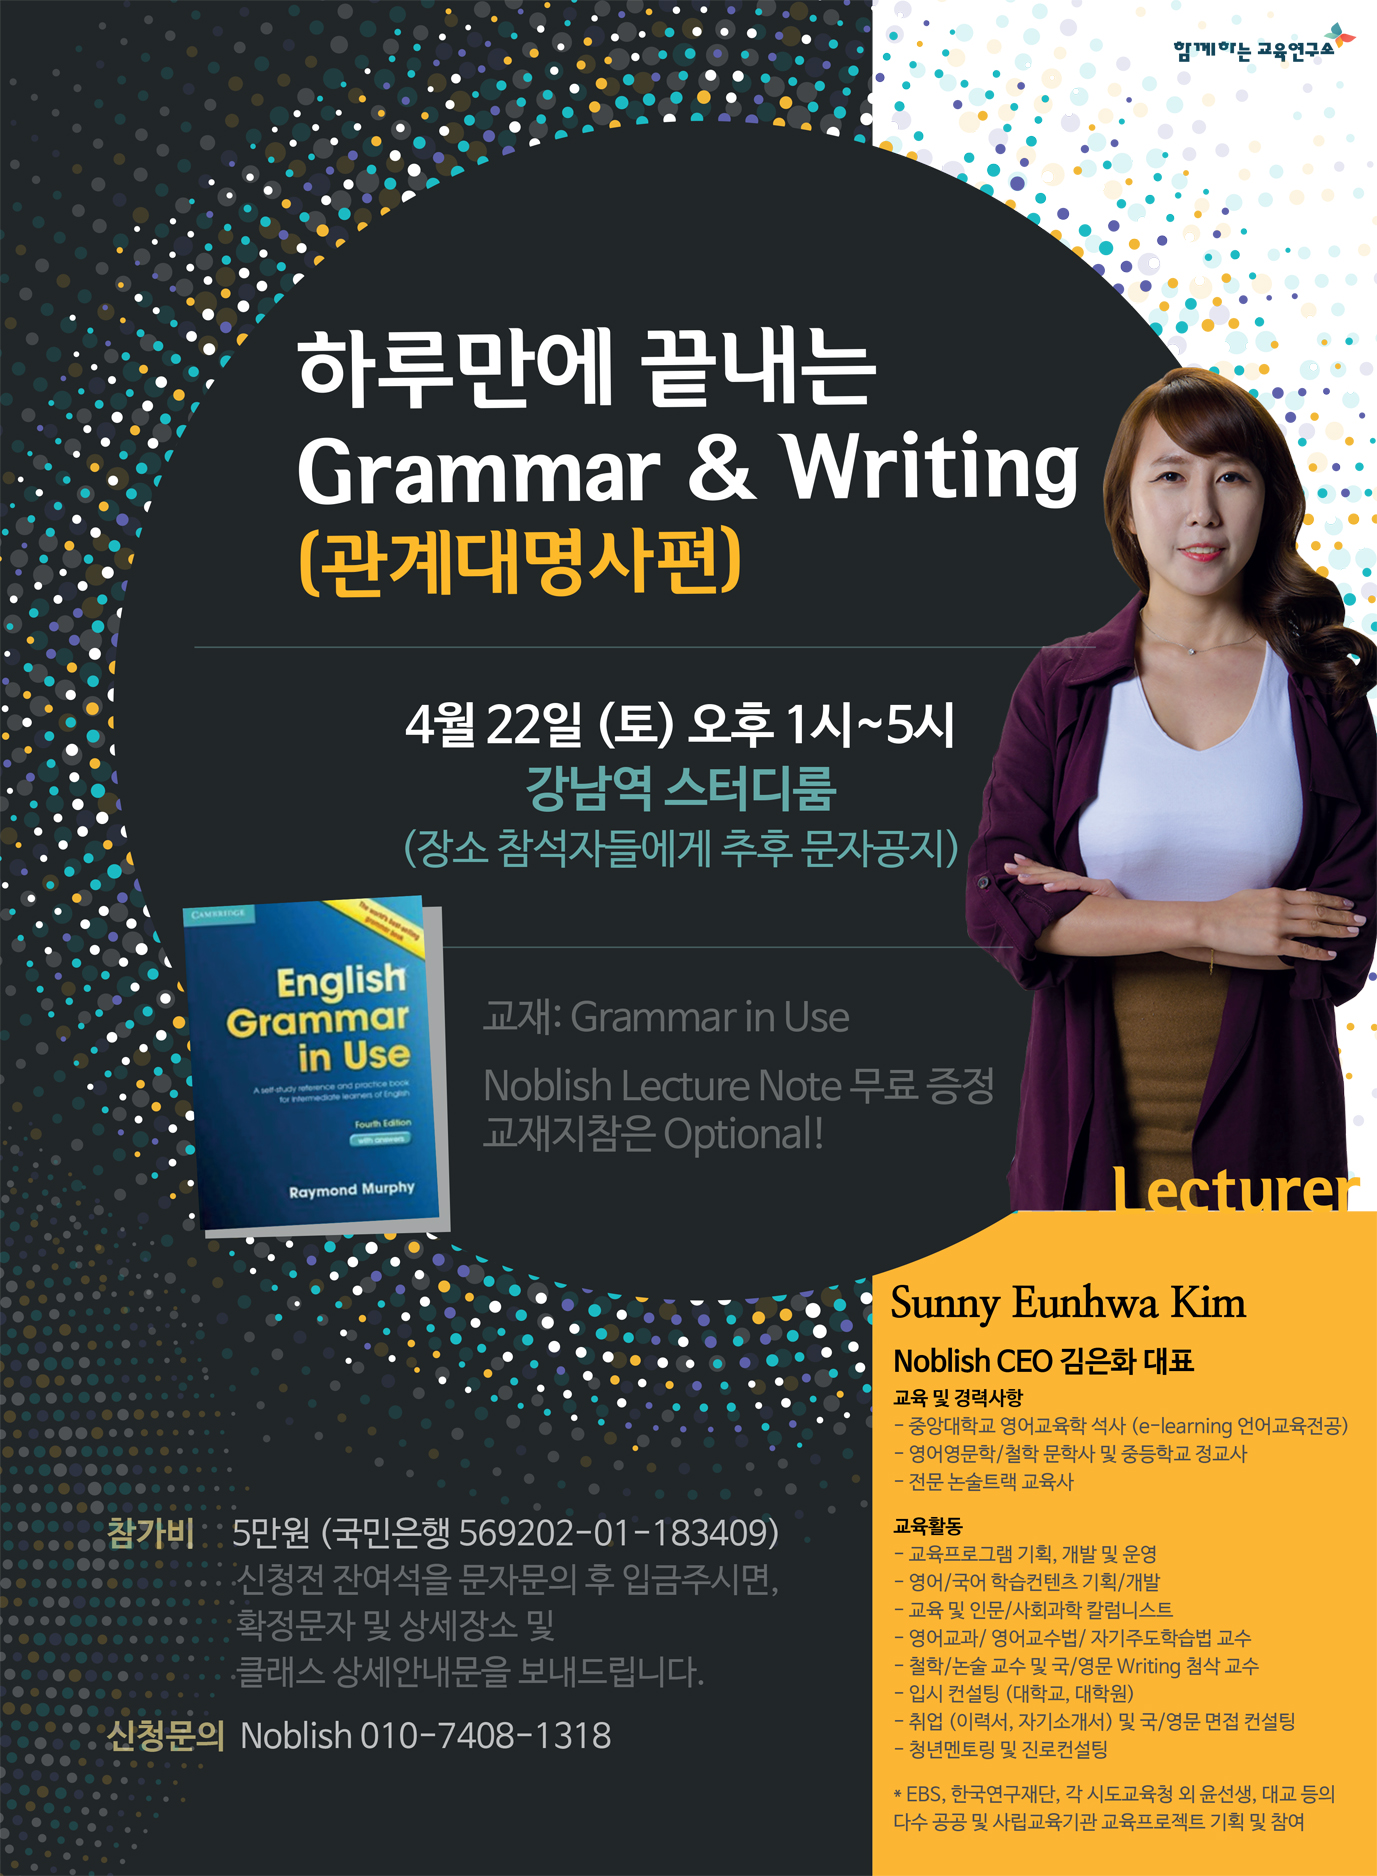 함께하는 교육연구소
하루만에 끝내는
Grammar & Writing
(관계대명사편)
4월 22일 (토) 오후 1시~5시
강남역 스터디룸
(장소 참석자들에게 추후 문자공지)
CAMBRIDGE
The world's best-selling
grammar book
English
Grammar
in Use
A self-study reference and practice book
for intermediate learners of English
Fourth Edition
with answers
Raymond Murphy
교재: Grammar in Use
Noblish Lecture Note 무료 증정
교재지참은 Optional!
Lecturer
Sunny Eunhwa Kim
Noblish CEO 김은화 대표
교육 및 경력사항
- 중앙대학교 영어교육학 석사 (e-learning 언어교육전공)
- 영어영문학/철학 문학사 및 중등학교 정교사
- 전문 논술트랙 교육사
교육활동
- 교육프로그램 기획, 개발 및 운영
- 영어/국어 학습컨텐츠 기획/개발
- 교육 및 인문/사회과학 칼럼니스트
- 영어교과/ 영어교수법/ 자기주도학습법 교수
- 철학/논술 교수 및 국/영문 Writing 첨삭 교수
- 입시 컨설팅 (대학교, 대학원)
- 취업 (이력서, 자기소개서) 및 국/영문 면접 컨설팅
- 청년멘토링 및 진로컨설팅
* EBS, 한국연구재단, 각 시도교육청 외 윤선생, 대교 등의
다수 공공 및 사립교육기관 교육프로젝트 기획 및 참여
참가비 5만원 (국민은행 569202-01-183409)
신청전 잔여석을 문자문의 후 입금주시면,
확정문자 및 상세장소 및
클래스 상세안내문을 보내드립니다.
신청문의 Noblish 010-7408-1318